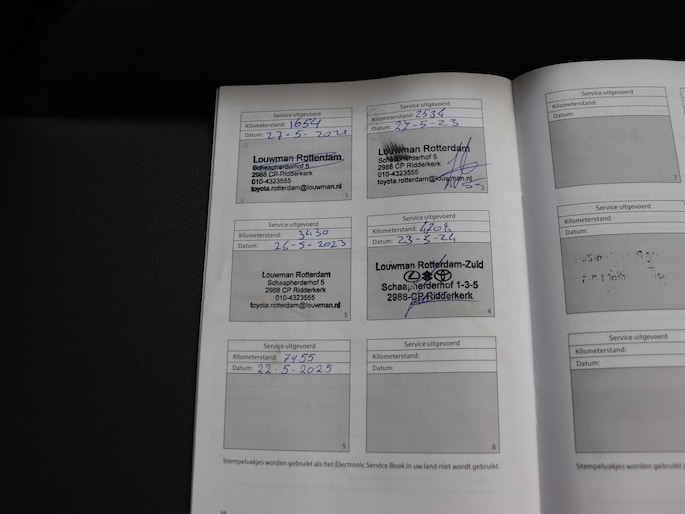 Service uitgevoerd
Kilometerstand: 1654
Datum: 27-5-2021
Louwman Rotterdam
Schaapherderhof 5
2988 CP Ridderkerk
010-4323555
toyota.rotterdam@louwman.nl
1
Service uitgevoerd
Kilometerstand: 2534
Datum: 27-5-23
Louwman Rotterdam
Schaapherderhof 5
2988 CP Ridderkerk
010-4323555
toyota.rotterdam@louwman.nl
Service uitgevoerd
Kilometerstand: 3430
Datum: 26-5-2023
Louwman Rotterdam
Schaapherderhof 5
2988 CP Ridderkerk
010-4323555
toyota.rotterdam@louwman.nl
3
Service uitgevoerd
Kilometerstand:
Datum: 23-5-24
Louwman Rotterdam-Zuid
Schaapherderhof 1-3-5
2988 CP Ridderkerk
4
Service uitgevoerd
Kilometerstand: 7455
Datum: 22-5-2025
5
Service uitgevoerd
Kilometerstand:
Datum:
6
Stempelvakjes worden gebruikt als het Electronic Service Book in uw land niet wordt gebruikt.
Service uitgevoerd
Kilometerstand:
Datum:
7
Service uitgevoerd
Kilometerstand:
Datum:
Service uitgevoerd
Kilometerstand:
Datum:
Stempelvakjes worden gebruikt als het Electronic